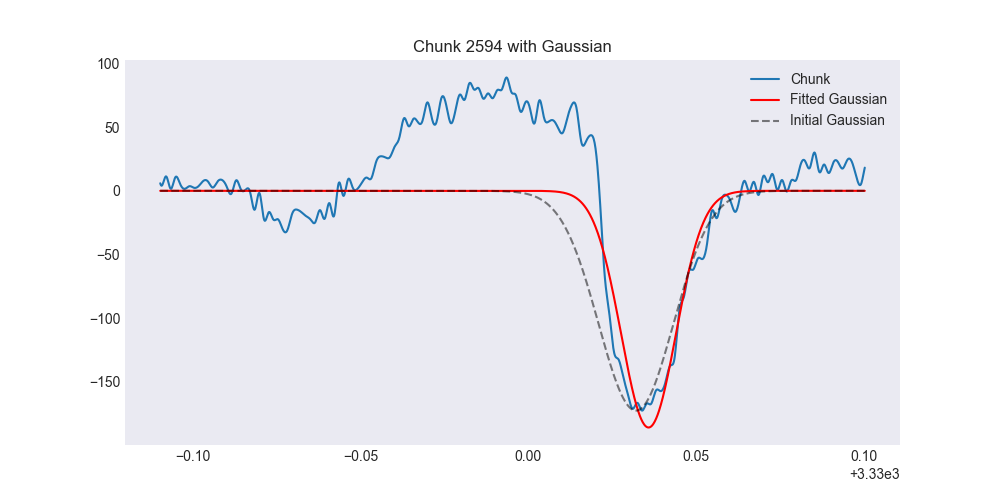 Chunk 2594 with Gaussian
100
50
0
−50
−100
−150
Chunk
Fitted Gaussian
Initial Gaussian
−0.10 −0.05 0.00 0.05 0.10
+3.33e3